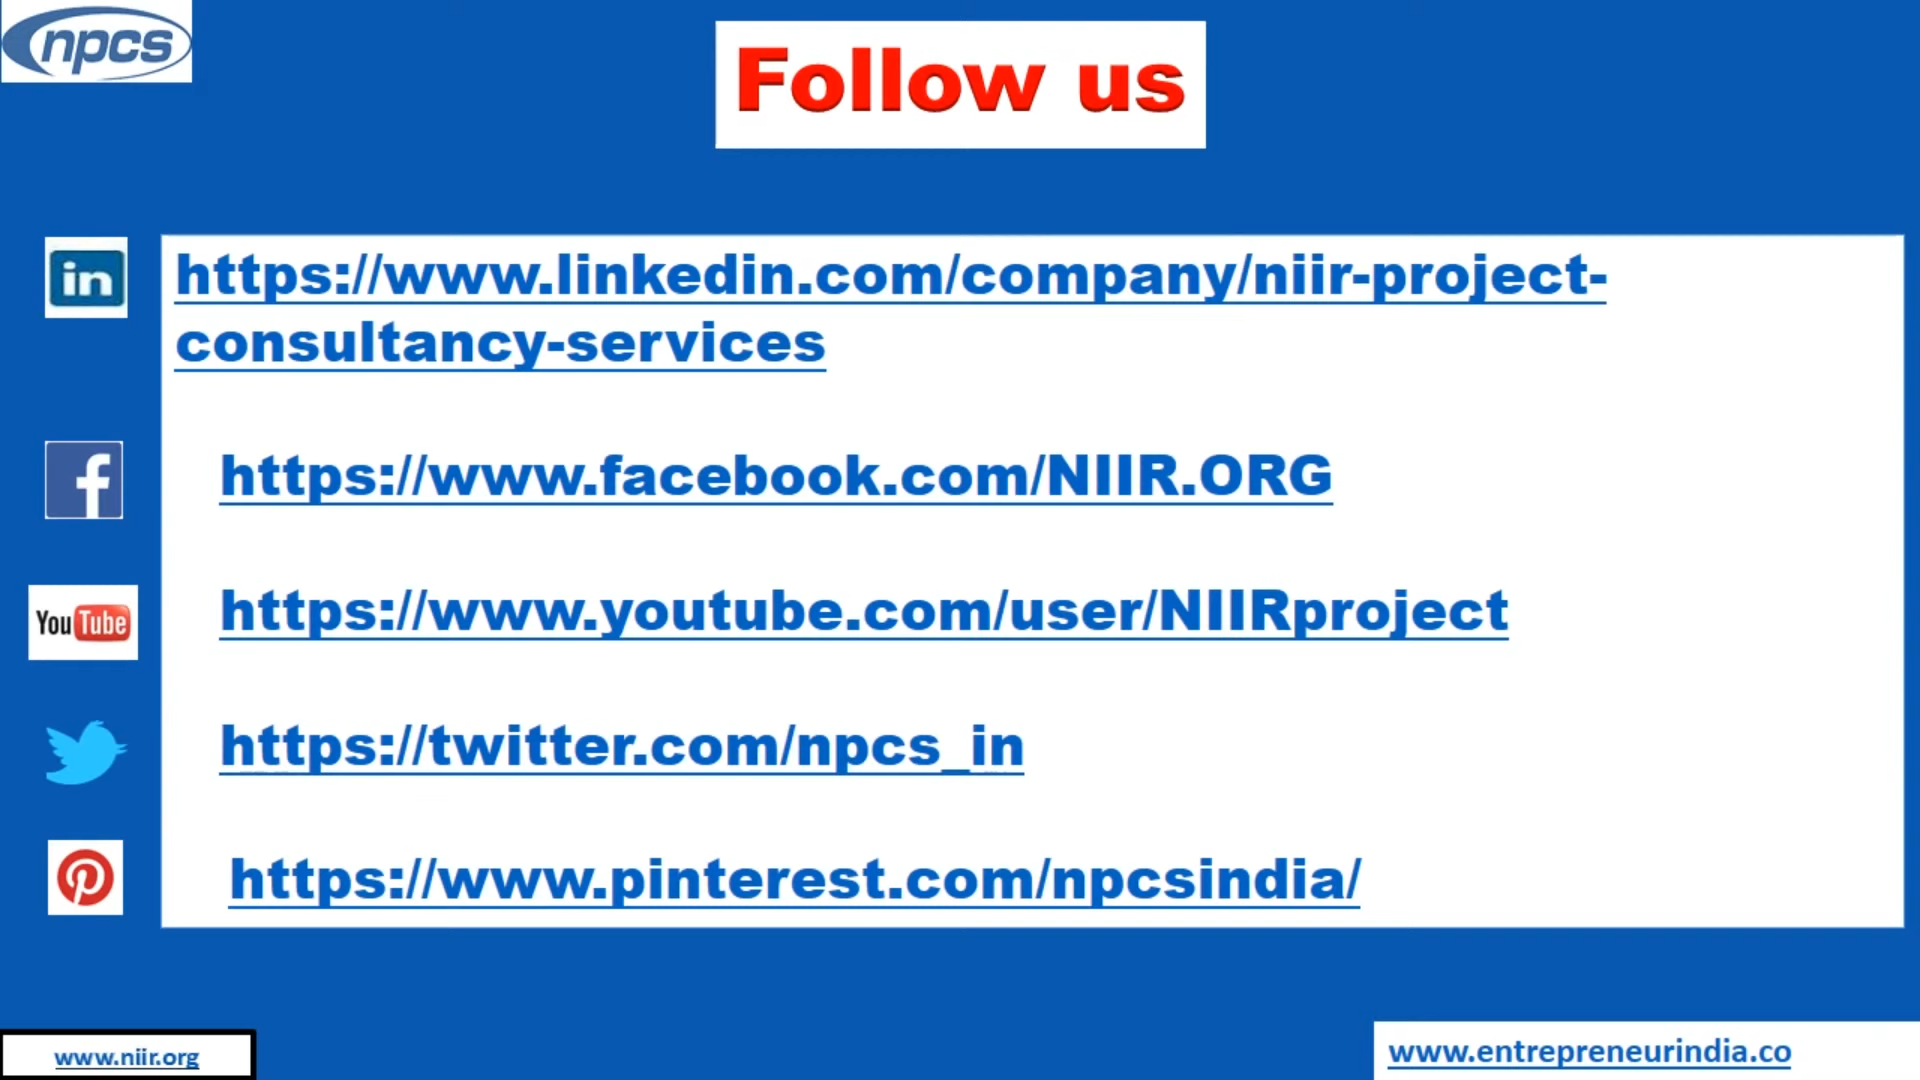 npcs
Follow us
in
https://www.linkedin.com/company/niir-project-
consultancy-services
f
https://www.facebook.com/NIIR.ORG
YouTube
https://www.youtube.com/user/NIIRproject
https://twitter.com/npcs_in
https://www.pinterest.com/npcsindia/
www.niir.org
www.entrepreneurindia.co